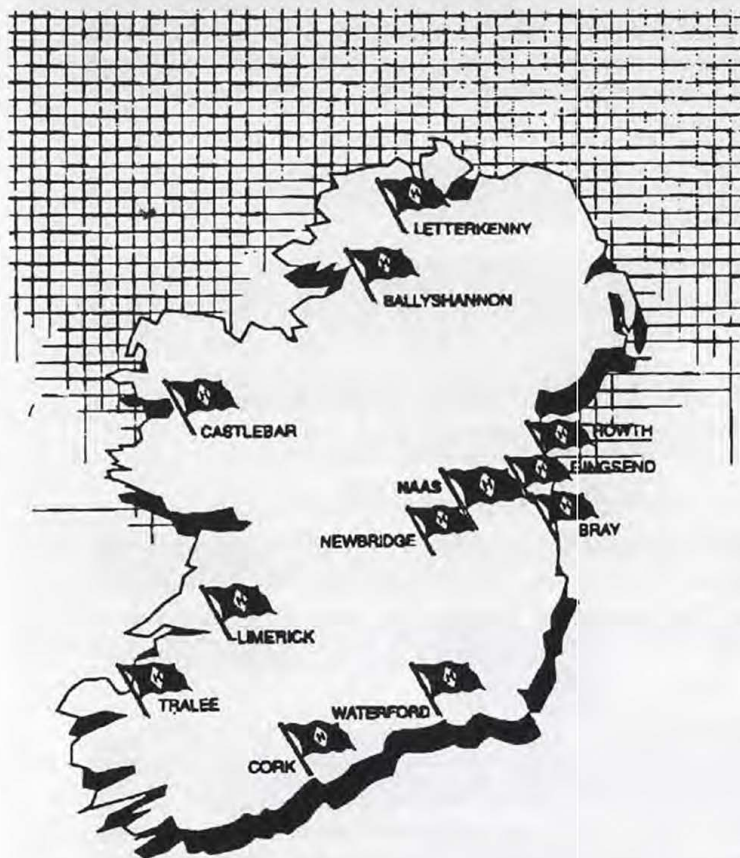 LETTERKENNY
BALLYSHANNON
CASTLEBAR
HOWTH
RINGSEND
NAAS
BRAY
NEWBRIDGE
LIMERICK
TRALEE
WATERFORD
CORK